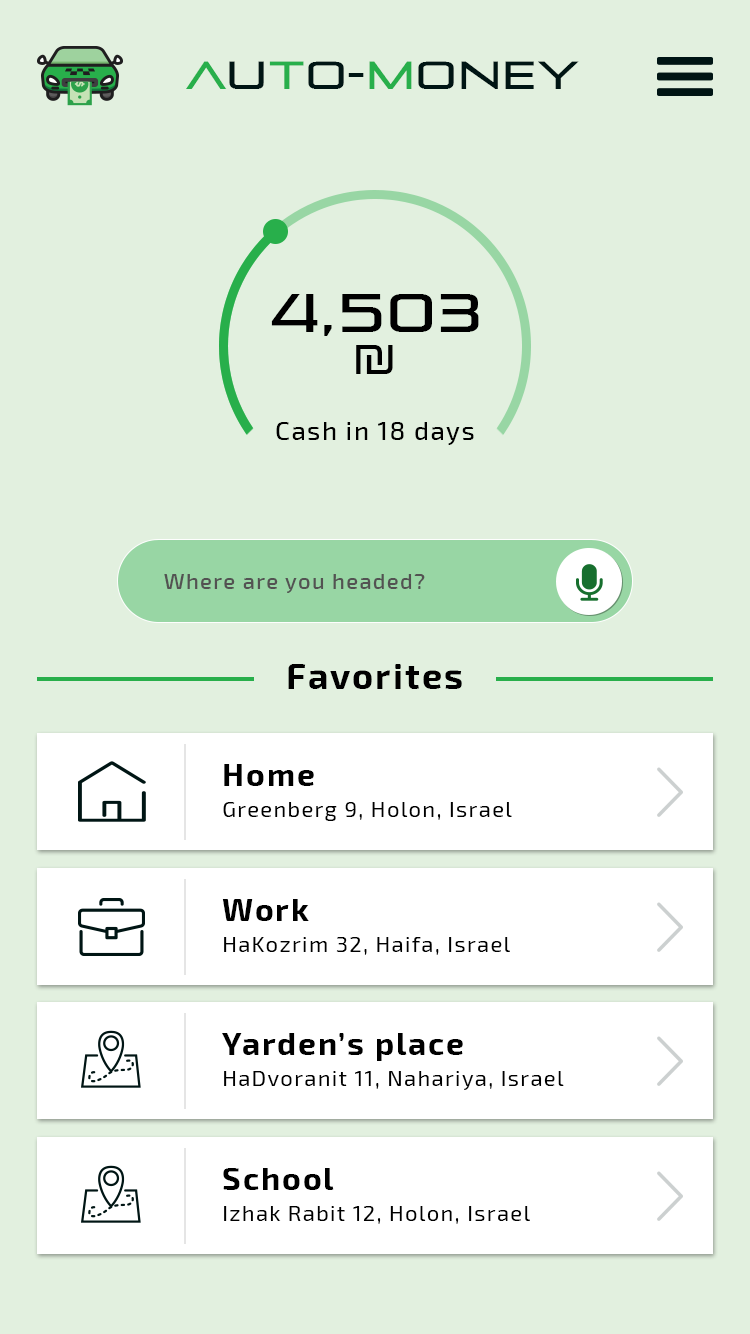 AUTO-MONEY
4,503
₪
Cash in 18 days
Where are you headed?
Favorites
Home
Greenberg 9, Holon, Israel
Work
HaKozrim 32, Haifa, Israel
Yarden’s place
HaDvoranit 11, Nahariya, Israel
School
Izhak Rabit 12, Holon, Israel